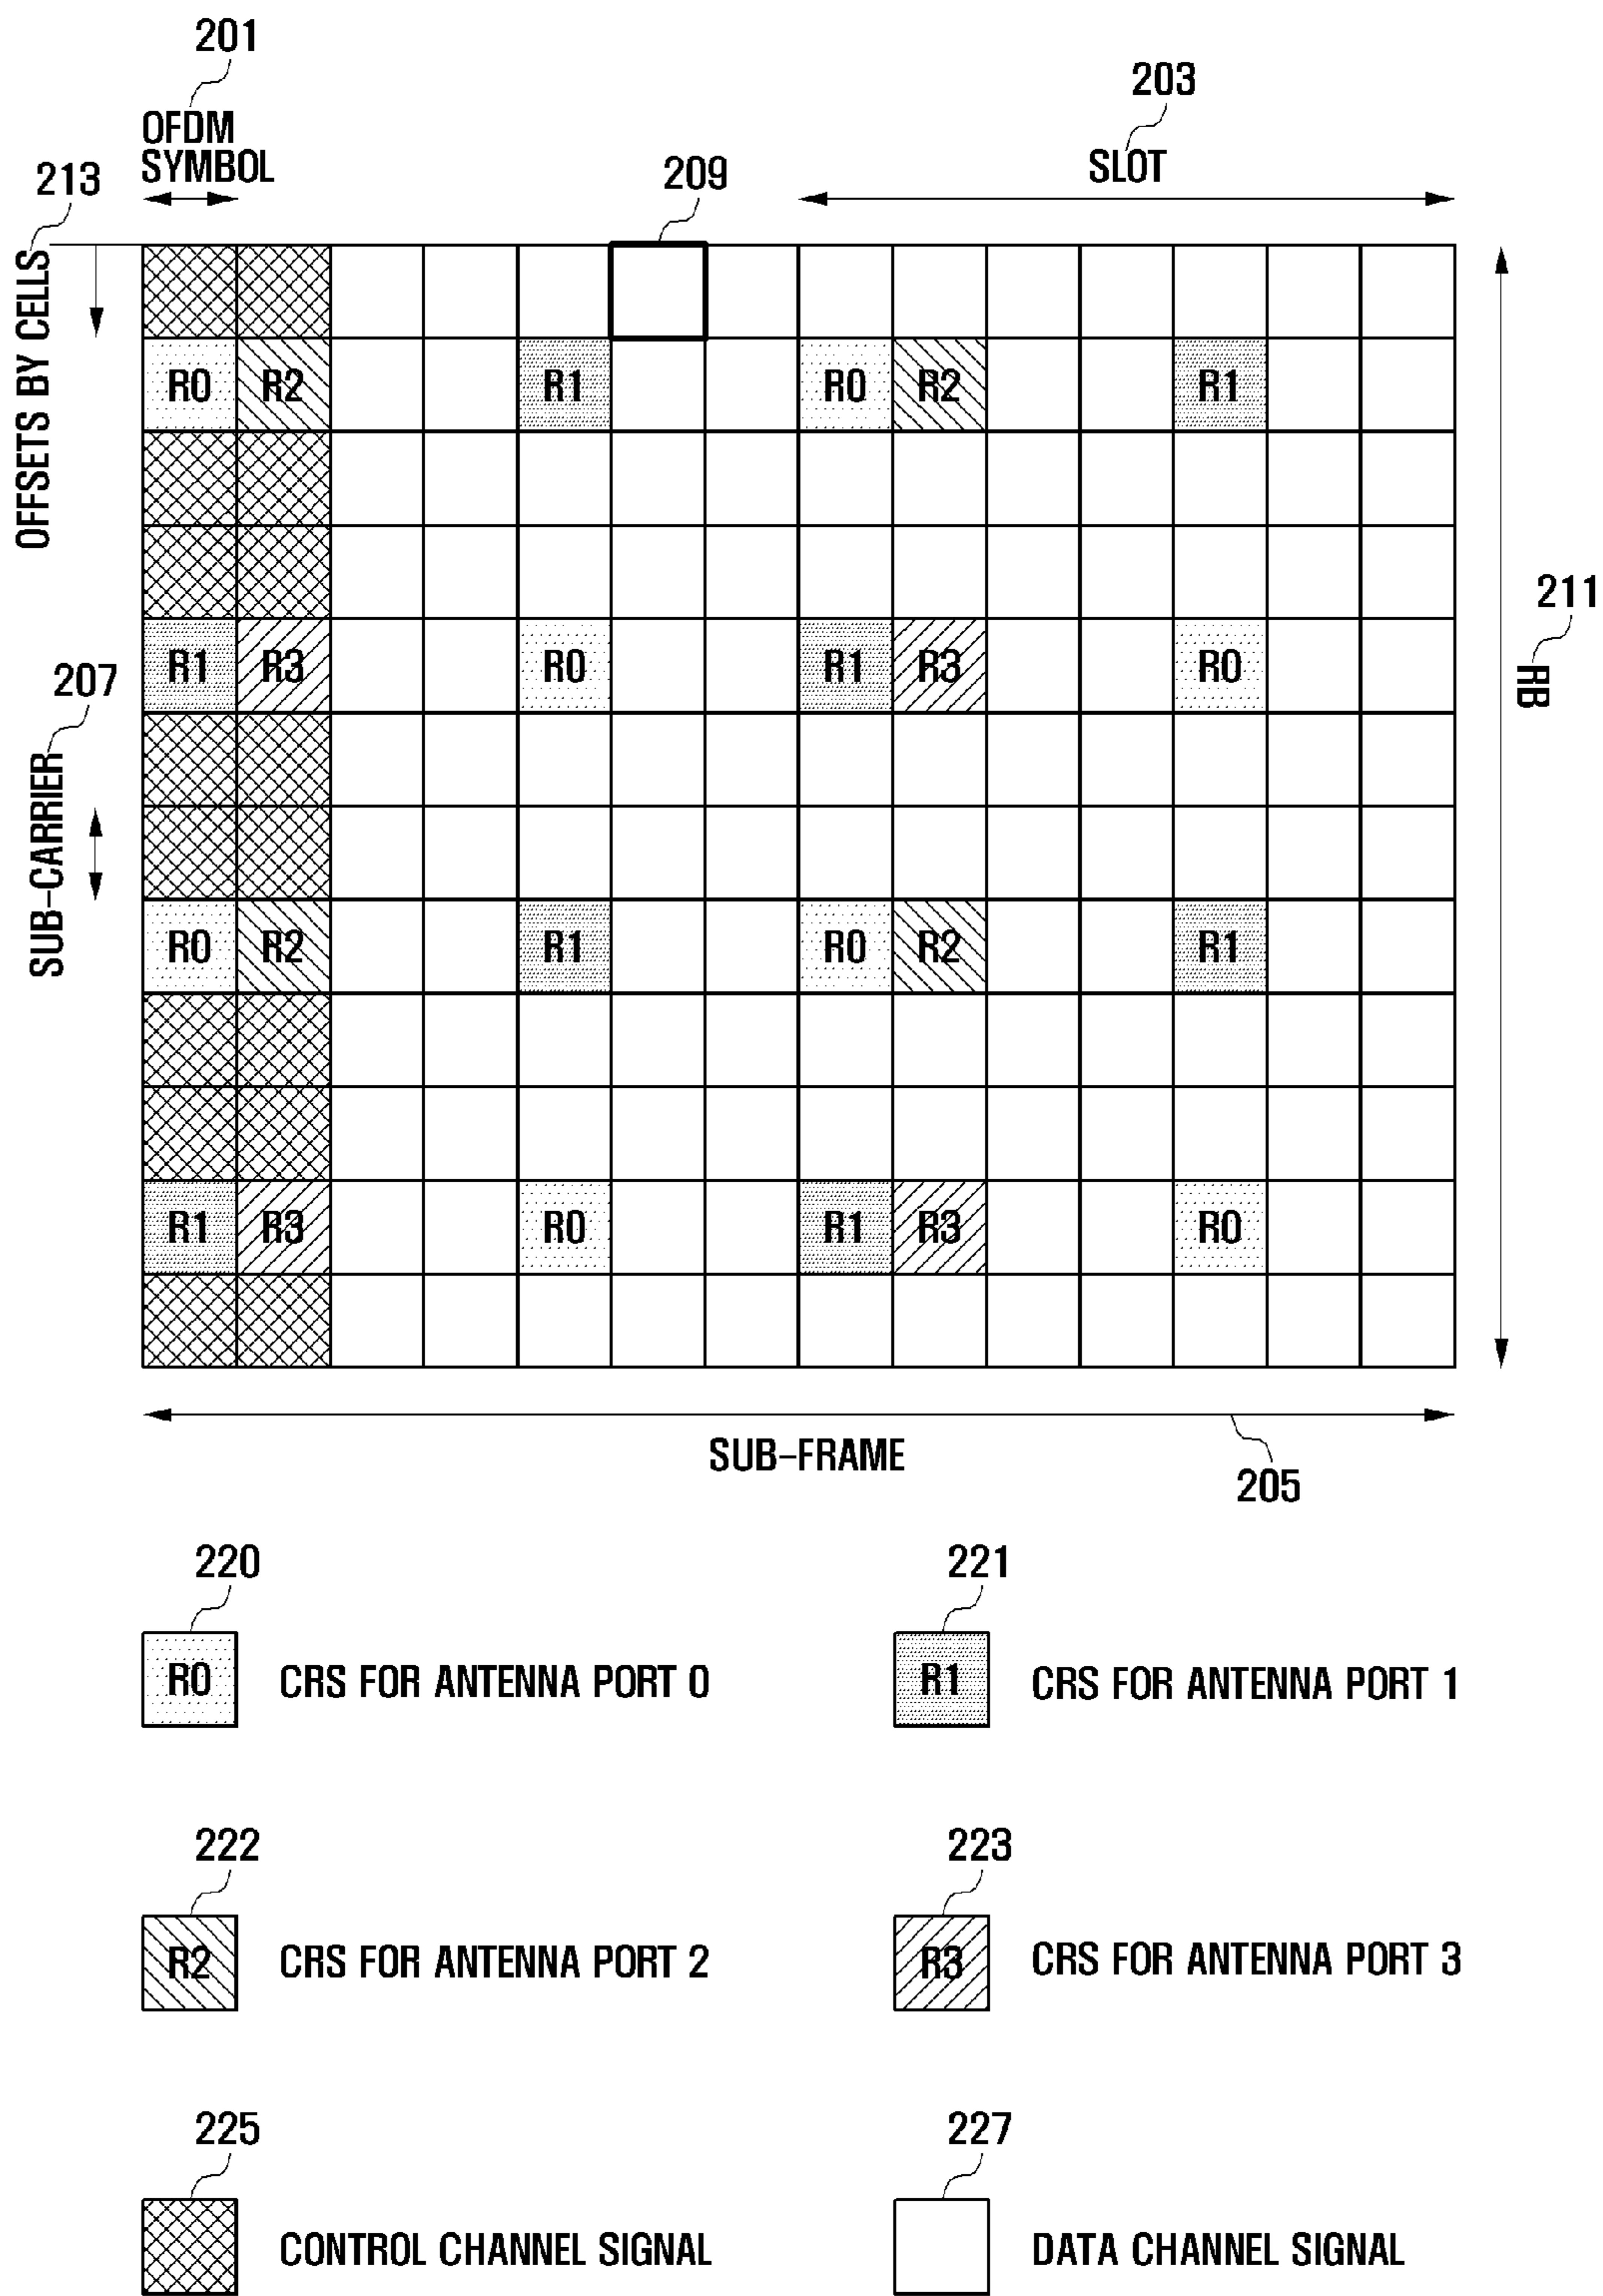 201
203
OFDM
SYMBOL
SLOT
213
209
OFFSETS BY CELLS
R0 R2 R1 R0 R2 R1
211
RB
R1 R3 R0 R1 R3 R0
207
SUB-CARRIER
R0 R2 R1 R0 R2 R1
R1 R3 R0 R1 R3 R0
SUB-FRAME
205
220
221
R0 CRS FOR ANTENNA PORT 0
R1 CRS FOR ANTENNA PORT 1
222
223
R2 CRS FOR ANTENNA PORT 2
R3 CRS FOR ANTENNA PORT 3
225
227
CONTROL CHANNEL SIGNAL
DATA CHANNEL SIGNAL